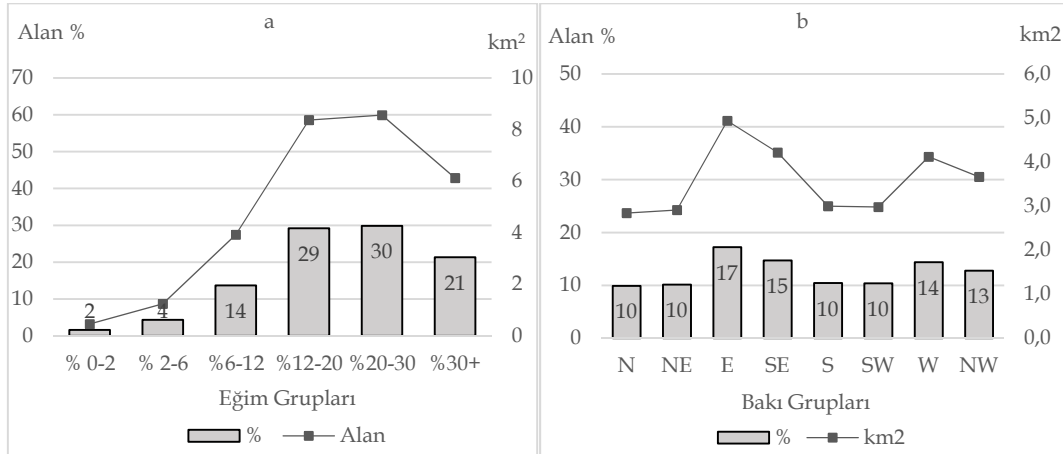 a
Alan %
km²
70
60
50
40
30
20
10
0
10
8
6
4
2
0
2
4
14
29
30
21
% 0-2
% 2-6
%6-12
%12-20
%20-30
%30+
Eğim Grupları
%
Alan
b
Alan %
km2
50
40
30
20
10
0
6,0
5,0
4,0
3,0
2,0
1,0
0,0
10
10
17
15
10
10
14
13
N
NE
E
SE
S
SW
W
NW
Bakı Grupları
%
km2